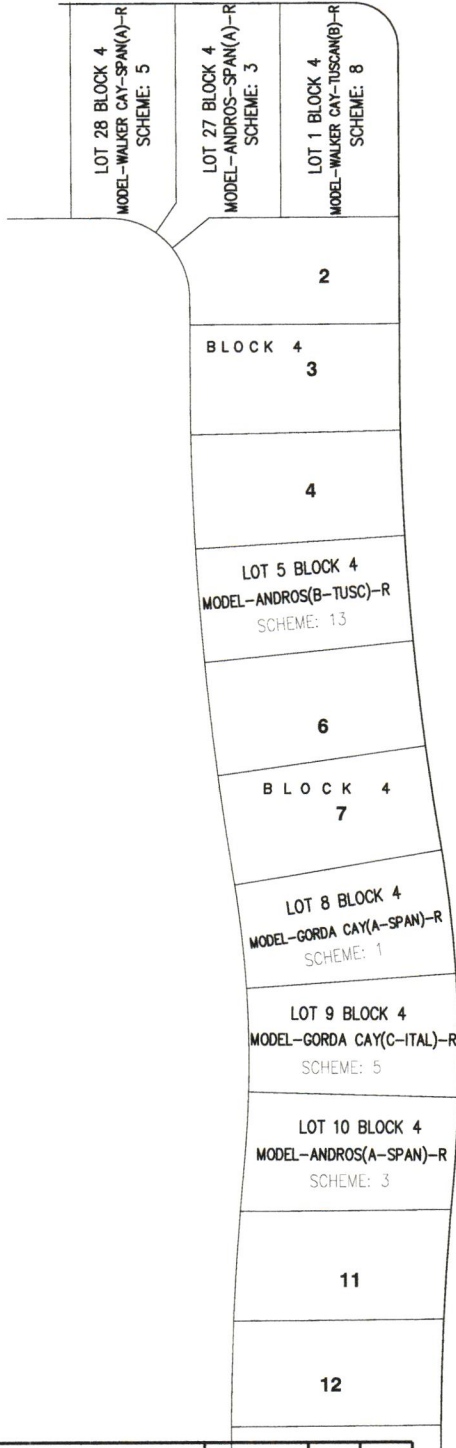 LOT 28 BLOCK 4
MODEL-WALKER CAY-SPAN(A)-R
SCHEME: 5
LOT 27 BLOCK 4
MODEL-ANDROS-SPAN(A)-R
SCHEME: 3
LOT 1 BLOCK 4
MODEL-WALKER CAY-TUSCAN(B)-R
SCHEME: 8
2
BLOCK 4
3
4
LOT 5 BLOCK 4
MODEL-ANDROS(B-TUSC)-R
SCHEME: 13
6
BLOCK 4
7
LOT 8 BLOCK 4
MODEL-GORDA CAY(A-SPAN)-R
SCHEME: 1
LOT 9 BLOCK 4
MODEL-GORDA CAY(C-ITAL)-R
SCHEME: 5
LOT 10 BLOCK 4
MODEL-ANDROS(A-SPAN)-R
SCHEME: 3
11
12